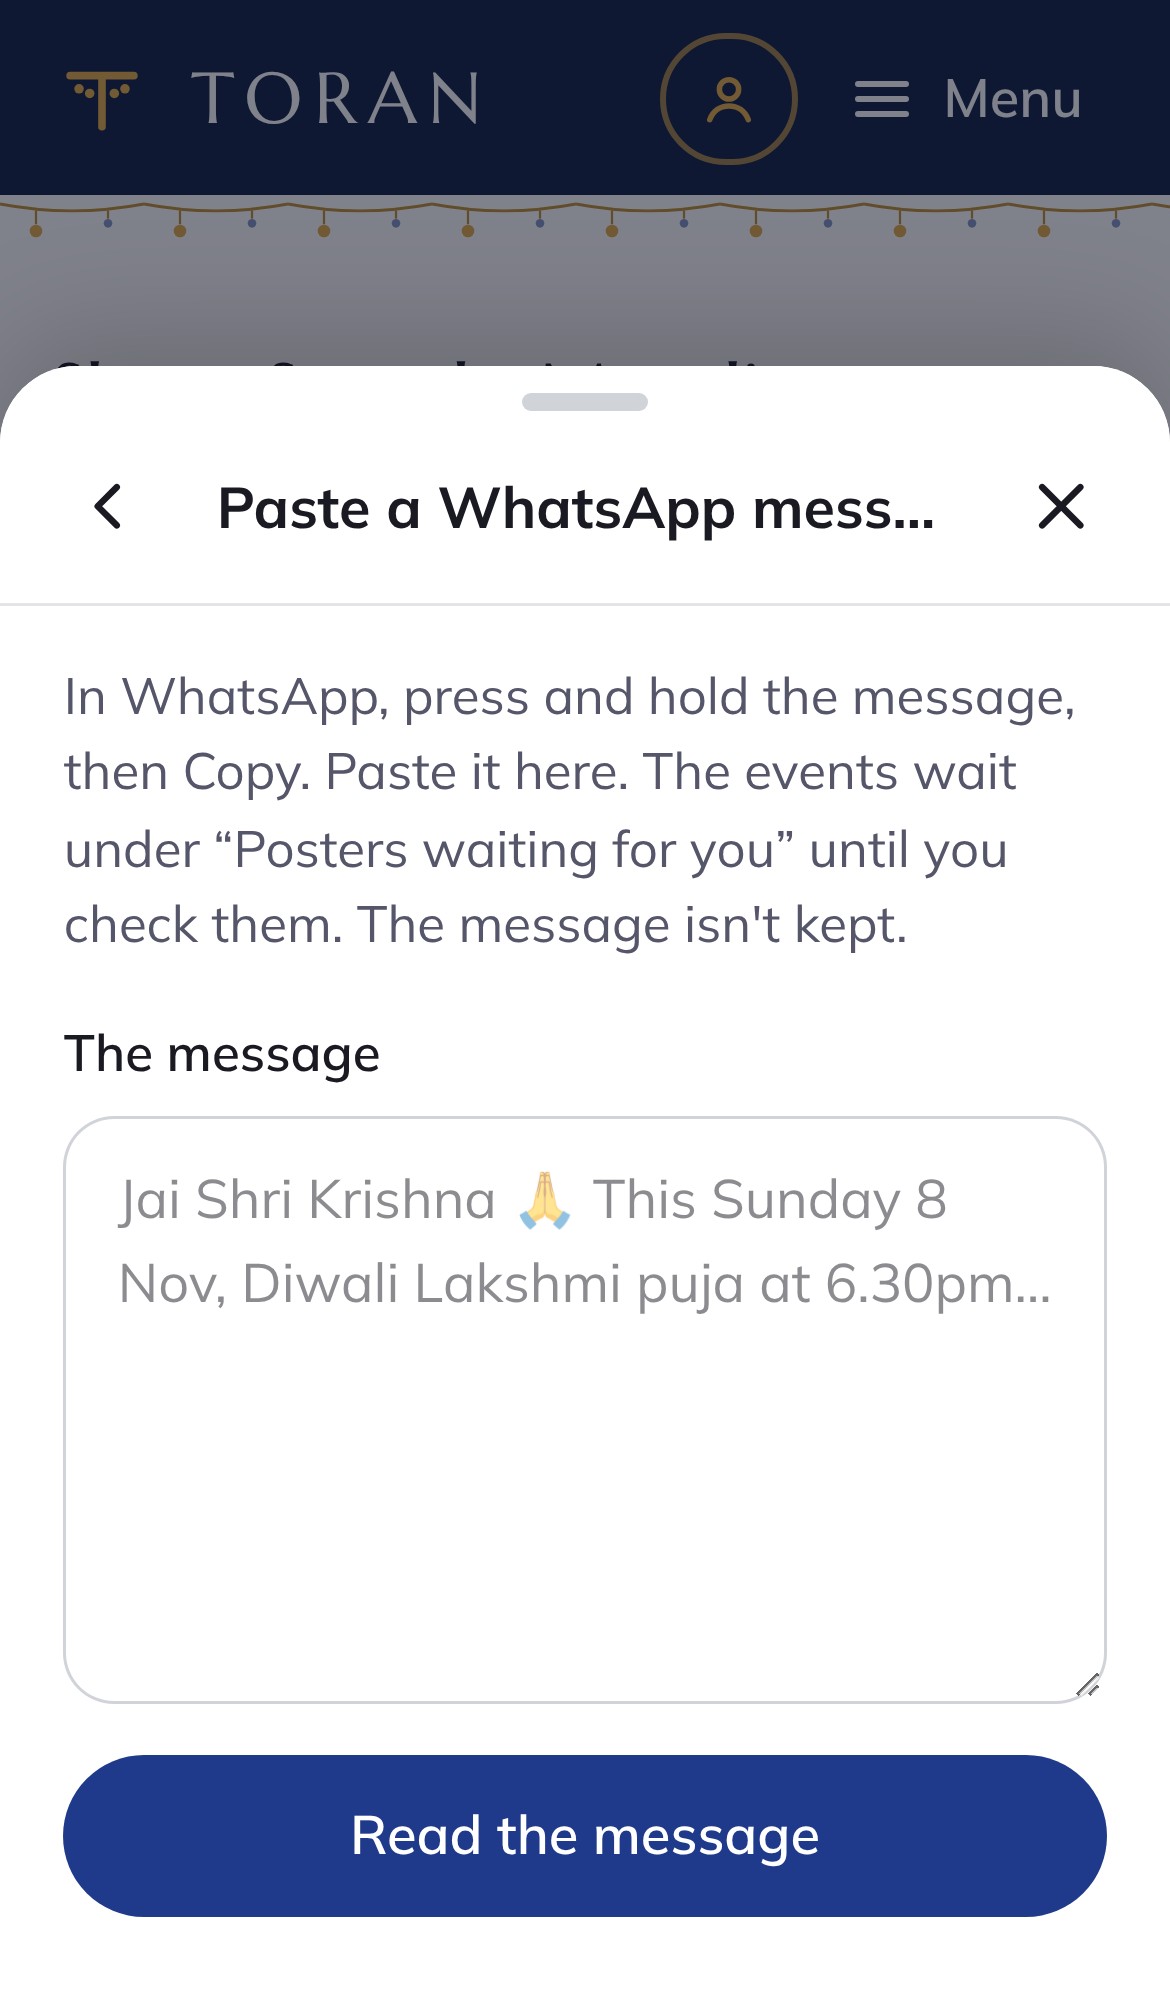 TORAN
Menu
Paste a WhatsApp mess...
In WhatsApp, press and hold the message,
then Copy. Paste it here. The events wait
under “Posters waiting for you” until you
check them. The message isn't kept.
The message
Jai Shri Krishna 🙏 This Sunday 8
Nov, Diwali Lakshmi puja at 6.30pm...
Read the message